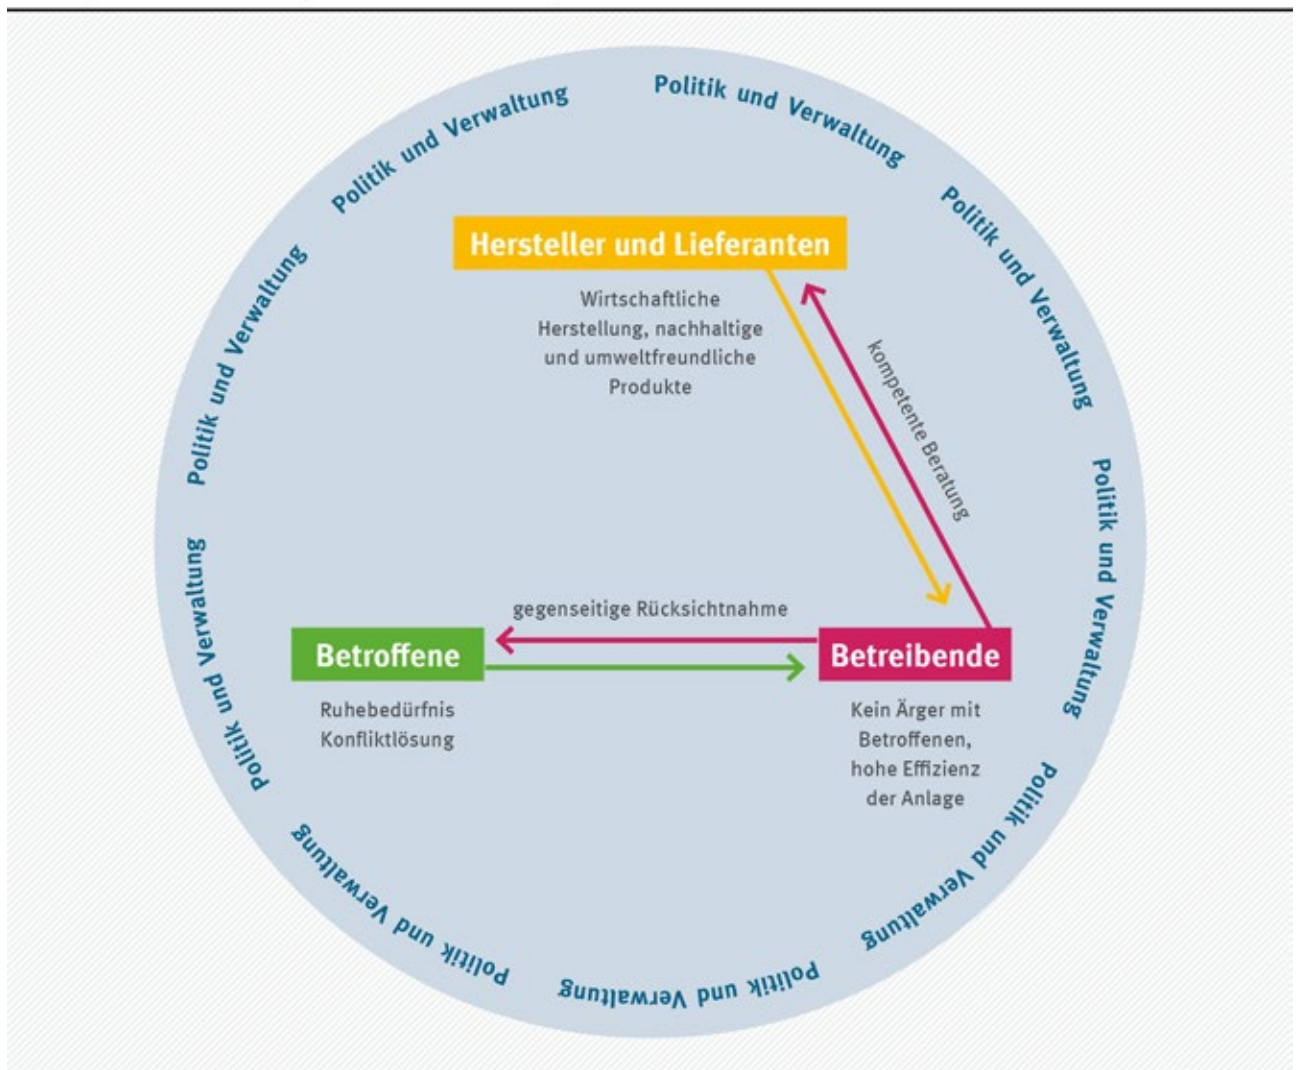 Politik und Verwaltung
Politik und Verwaltung
Politik und Verwaltung
Politik und Verwaltung
Politik und Verwaltung
Politik und Verwaltung
Politik und Verwaltung
Politik und Verwaltung
Politik und Verwaltung
Politik und Verwaltung
Hersteller und Lieferanten
Wirtschaftliche
Herstellung, nachhaltige
und umweltfreundliche
Produkte
kompetente Beratung
gegenseitige Rücksichtnahme
Betroffene
Ruhebedürfnis
Konfliktlösung
Betreibende
Kein Ärger mit
Betroffenen,
hohe Effizienz
der Anlage